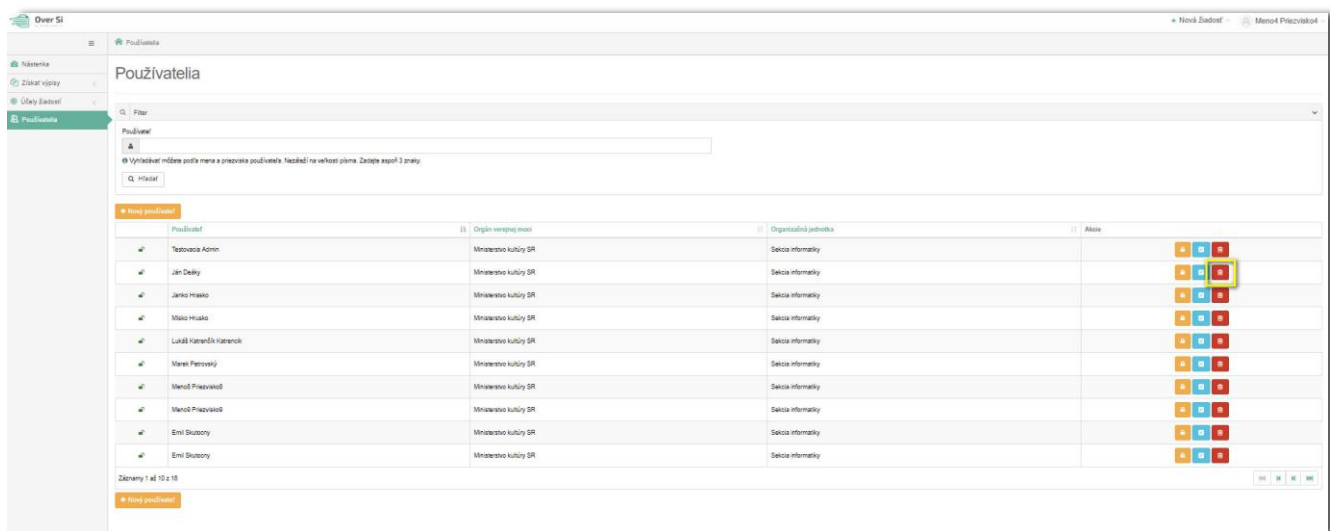 Over Si
Nová žiadosť
Meno4 Priezvisko4
Používatelia
Nástenka
Získať výpisy
Účely žiadostí
Používatelia
Používatelia
Filter
Používateľ
Vyhľadávať môžete podľa mena a priezviska používateľa. Nezáleží na veľkosti písma. Zadajte aspoň 3 znaky.
Hľadať
Nový používateľ
Používateľ Orgán verejnej moci Organizačná jednotka Akcie
Testovacia Admin Ministerstvo kultúry SR Sekcia informatiky
Ján Deáky Ministerstvo kultúry SR Sekcia informatiky
Janko Hrasko Ministerstvo kultúry SR Sekcia informatiky
Misko Hrusko Ministerstvo kultúry SR Sekcia informatiky
Lukáš Katrenčík Katrencik Ministerstvo kultúry SR Sekcia informatiky
Marek Petrovský Ministerstvo kultúry SR Sekcia informatiky
Ministerstvo kultúry SR Sekcia informatiky
Ministerstvo kultúry SR Sekcia informatiky
Emil Skutocny Ministerstvo kultúry SR Sekcia informatiky
Emil Skutocny Ministerstvo kultúry SR Sekcia informatiky
Záznamy 1 až 10 z
Nový používateľ